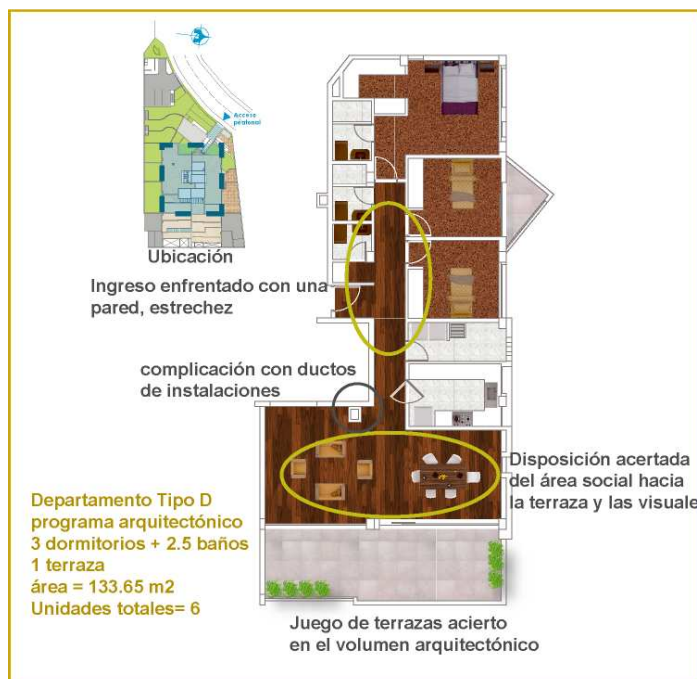 Acceso
peatonal
Ubicación
Ingreso enfrentado con una
pared, estrechez
complicación con ductos
de instalaciones
Disposición acertada
del área social hacia
la terraza y las visuale
Departamento Tipo D
programa arquitectónico
3 dormitorios + 2.5 baños
1 terraza
área = 133.65 m2
Unidades totales= 6
Juego de terrazas acierto
en el volumen arquitectónico